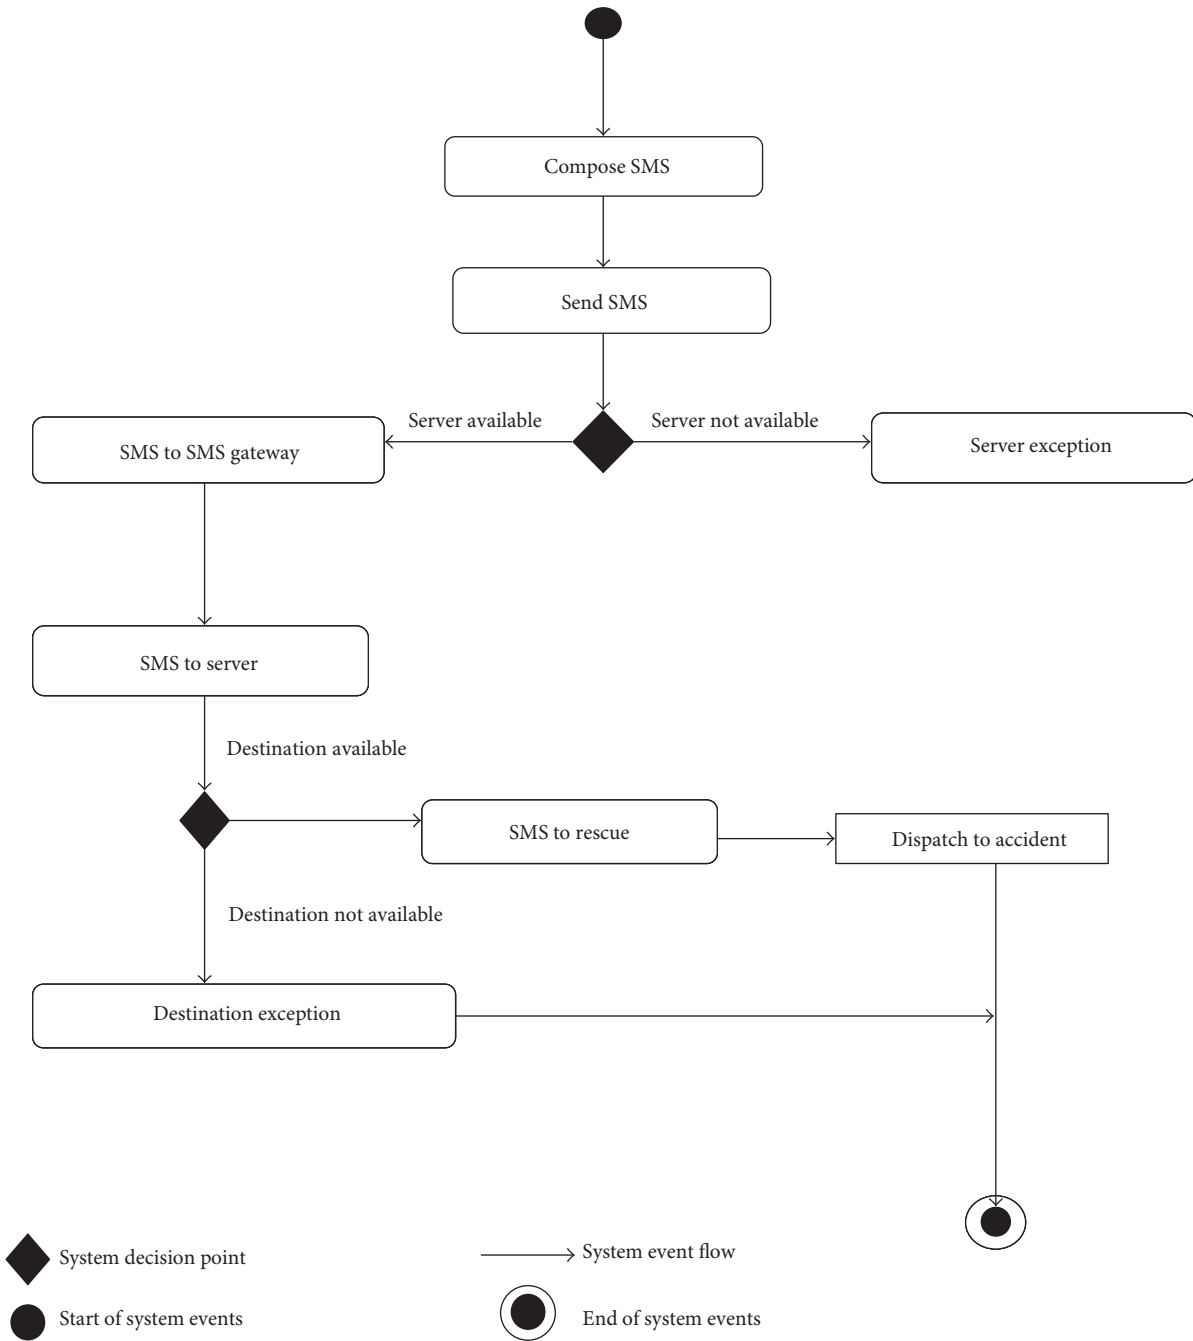 Compose SMS
Send SMS
Server available
Server not available
SMS to SMS gateway
Server exception
SMS to server
Destination available
SMS to rescue
Dispatch to accident
Destination not available
Destination exception
System decision point
System event flow
Start of system events
End of system events